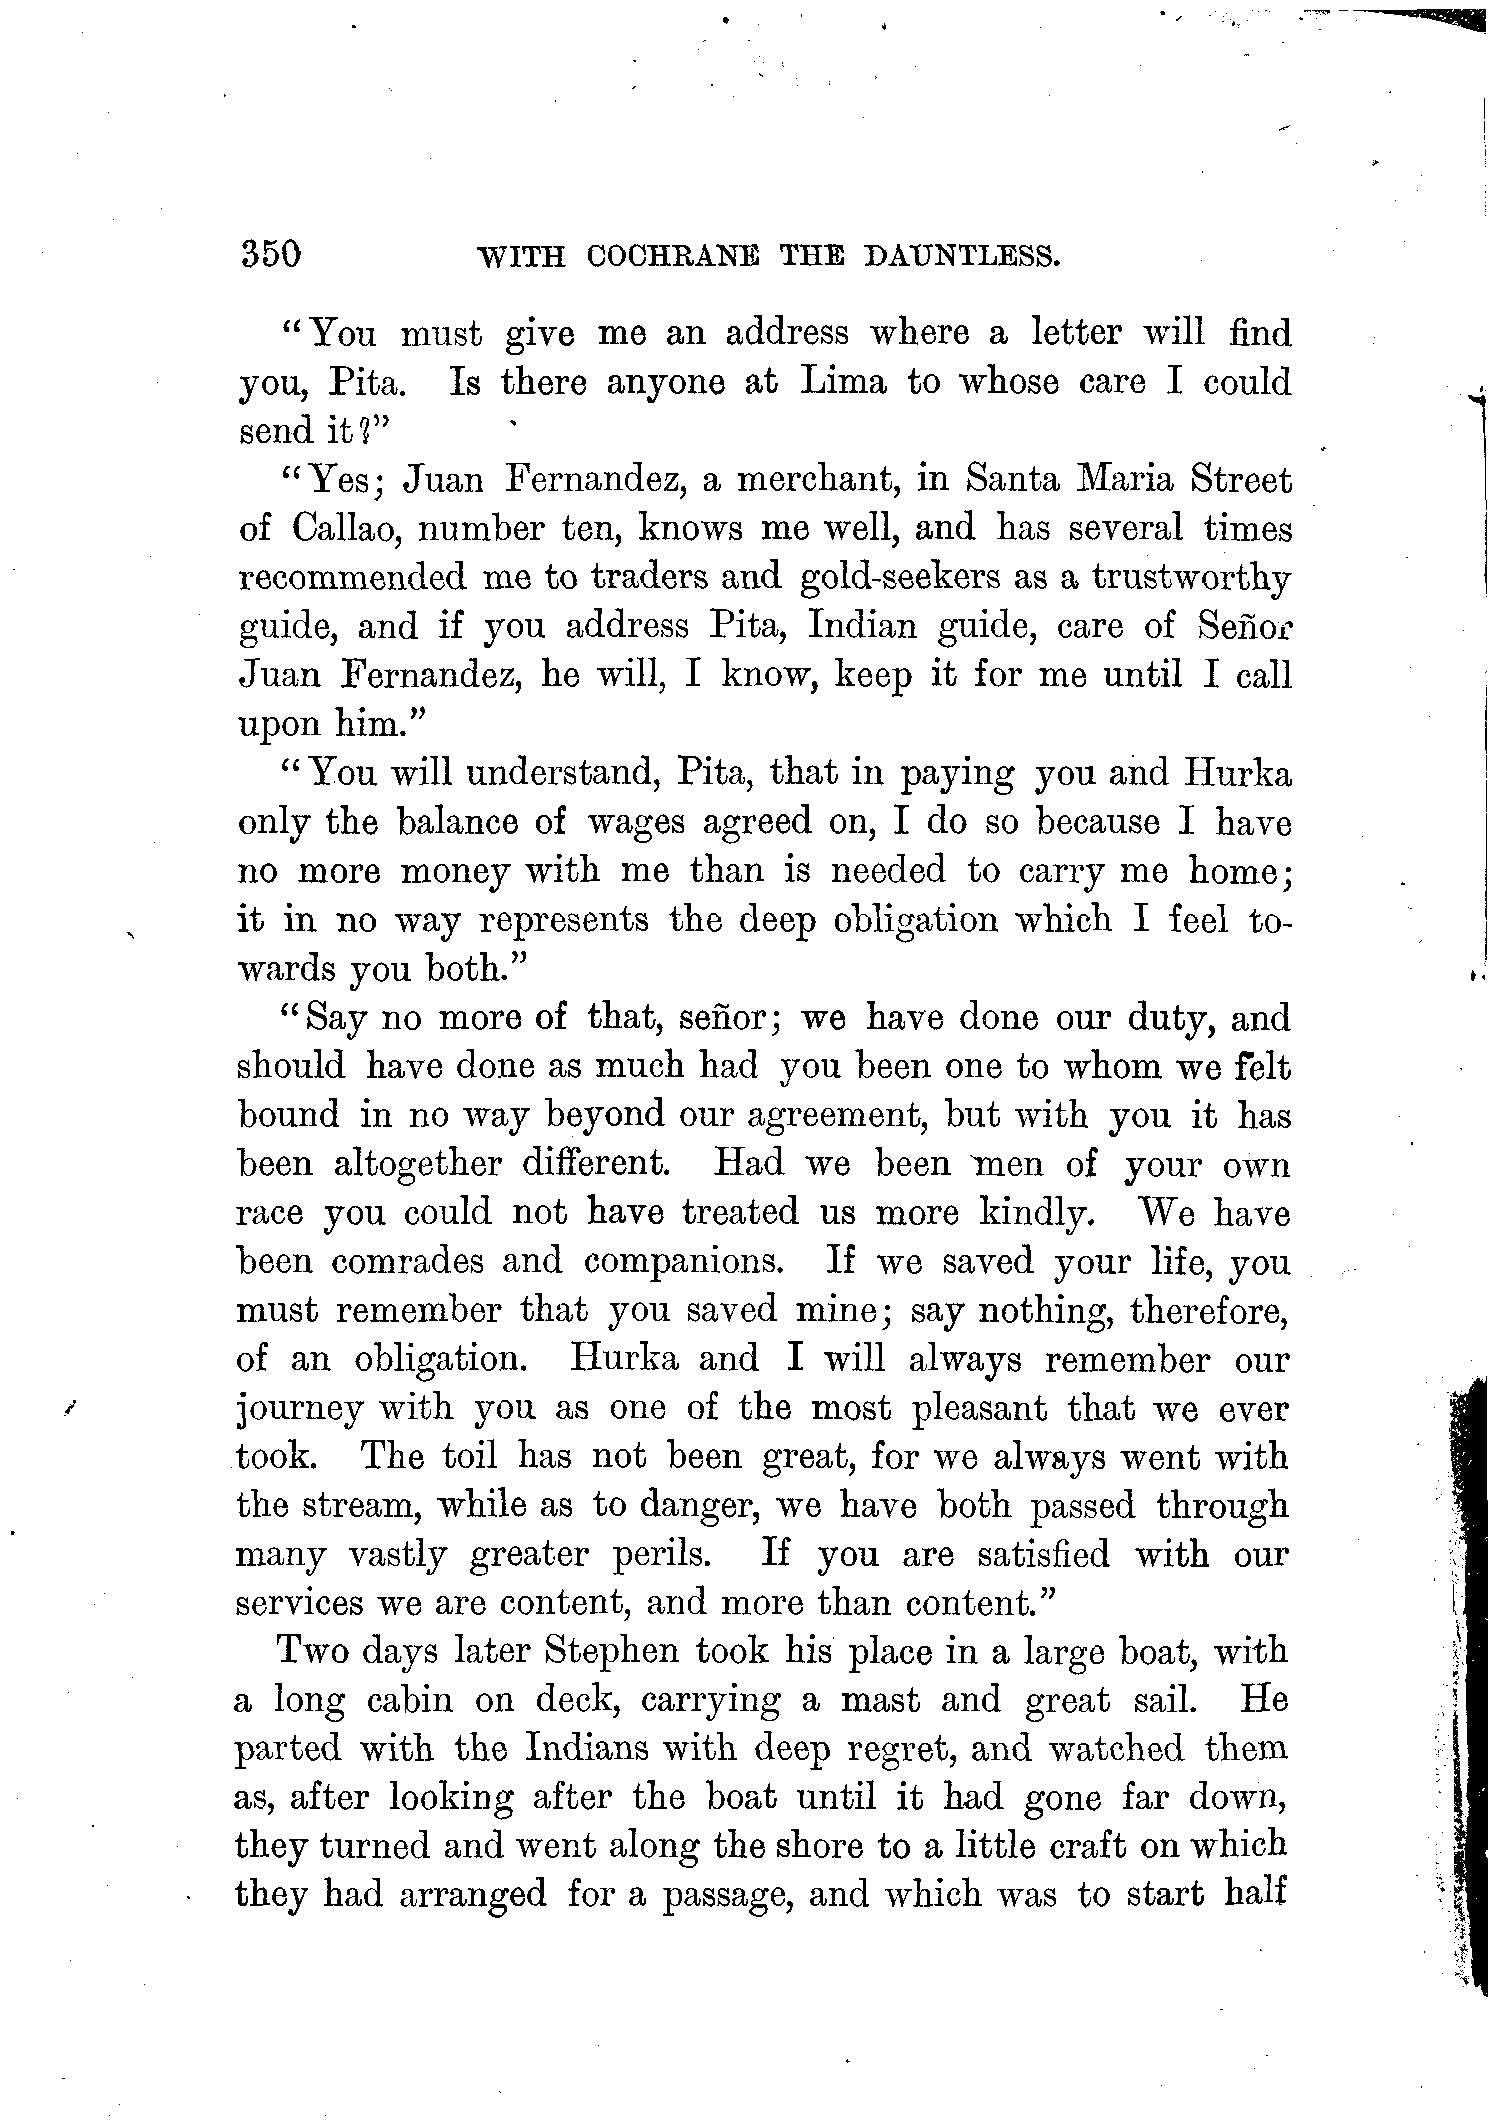 350 WITH COCHRANE THE DAUNTLESS.
"You must give me an address where a letter will find
you, Pita. Is there anyone at Lima to whose care I could
send it?"
"Yes; Juan Fernandez, a merchant, in Santa Maria Street
of Callao, number ten, knows me well, and has several times
recommended me to traders and gold-seekers as a trustworthy
guide, and if you address Pita, Indian guide, care of Señor
Juan Fernandez, he will, I know, keep it for me until I call
upon him."
"You will understand, Pita, that in paying you and Hurka
only the balance of wages agreed on, I do so because I have
no more money with me than is needed to carry me home;
it in no way represents the deep obligation which I feel to-
wards you both."
"Say no more of that, señor; we have done our duty, and
should have done as much had you been one to whom we felt
bound in no way beyond our agreement, but with you it has
been altogether different. Had we been men of your own
race you could not have treated us more kindly. We have
been comrades and companions. If we saved your life, you
must remember that you saved mine; say nothing, therefore,
of an obligation. Hurka and I will always remember our
journey with you as one of the most pleasant that we ever
took. The toil has not been great, for we always went with
the stream, while as to danger, we have both passed through
many vastly greater perils. If you are satisfied with our
services we are content, and more than content."
Two days later Stephen took his place in a large boat, with
a long cabin on deck, carrying a mast and great sail. He
parted with the Indians with deep regret, and watched them
as, after looking after the boat until it had gone far down,
they turned and went along the shore to a little craft on which
they had arranged for a passage, and which was to start half